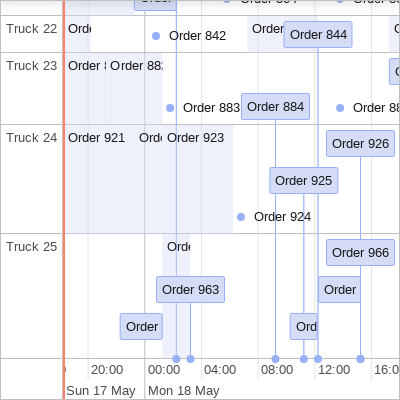 Truck 22
Order 842
Order
Order 844
Truck 23
Order 883
Order 884
Truck 24
Order 921
Order 923
Order 926
Order 925
Order 924
Truck 25
Order 966
Order 963
Order
Order
20:00
00:00
04:00
08:00
12:00
Sun 17 May
Mon 18 May